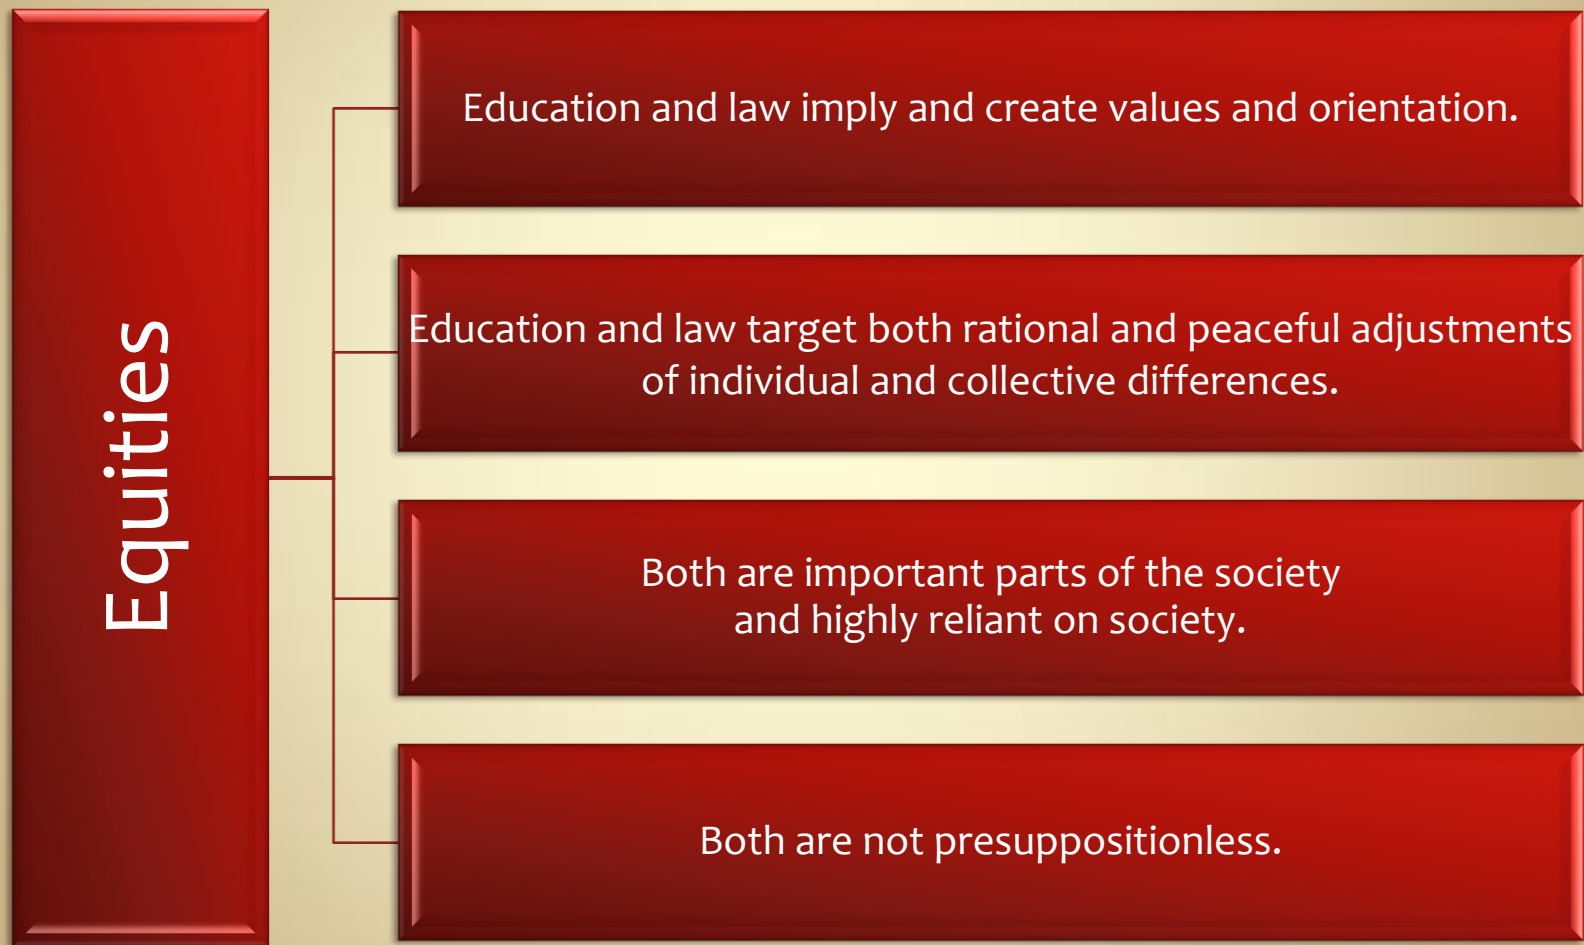 Equities
Education and law imply and create values and orientation.
Education and law target both rational and peaceful adjustments
of individual and collective differences.
Both are important parts of the society
and highly reliant on society.
Both are not presuppositionless.